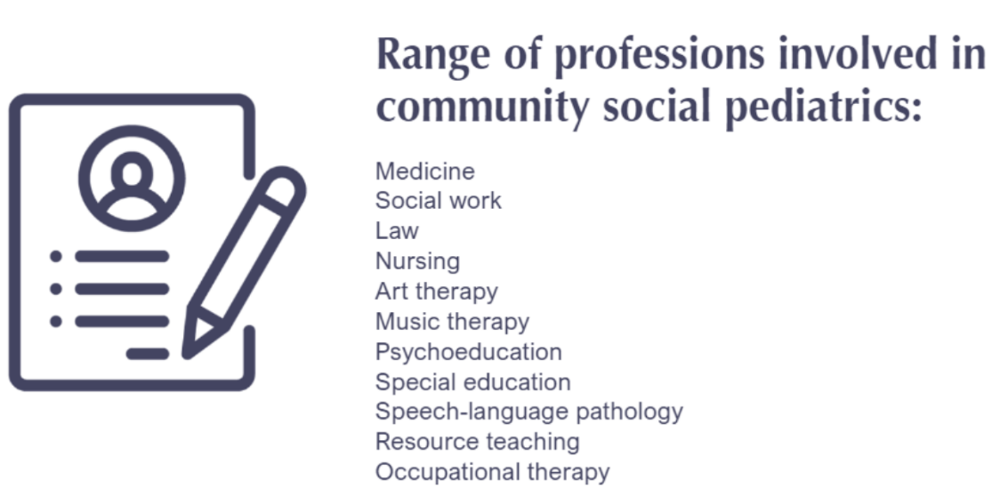 Range of professions involved in
community social pediatrics:
Medicine
Social work
Law
Nursing
Art therapy
Music therapy
Psychoeducation
Special education
Speech-language pathology
Resource teaching
Occupational therapy